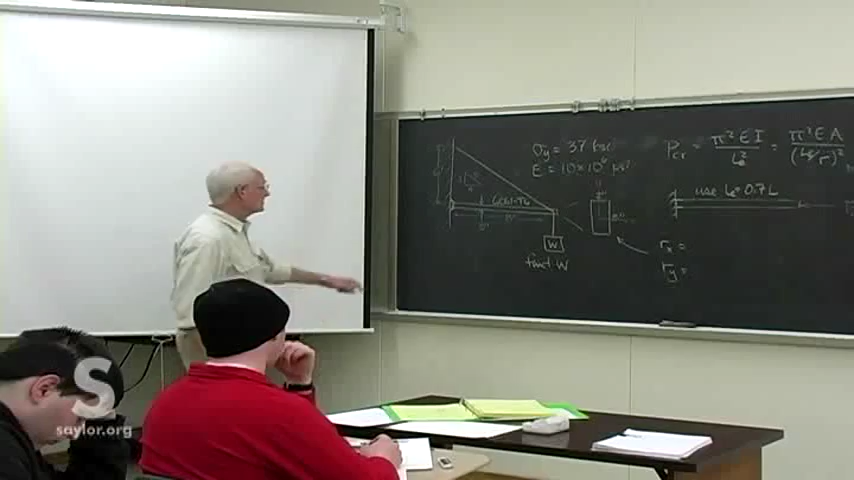 σy = 37 ksi
E = 10×10⁶ psi
6061-T6
W
find W
Pcr = π²EI / Le² = π²EA / (Le/r)²
use Le = 0.7L
rx =
ry =
S
saylor.org